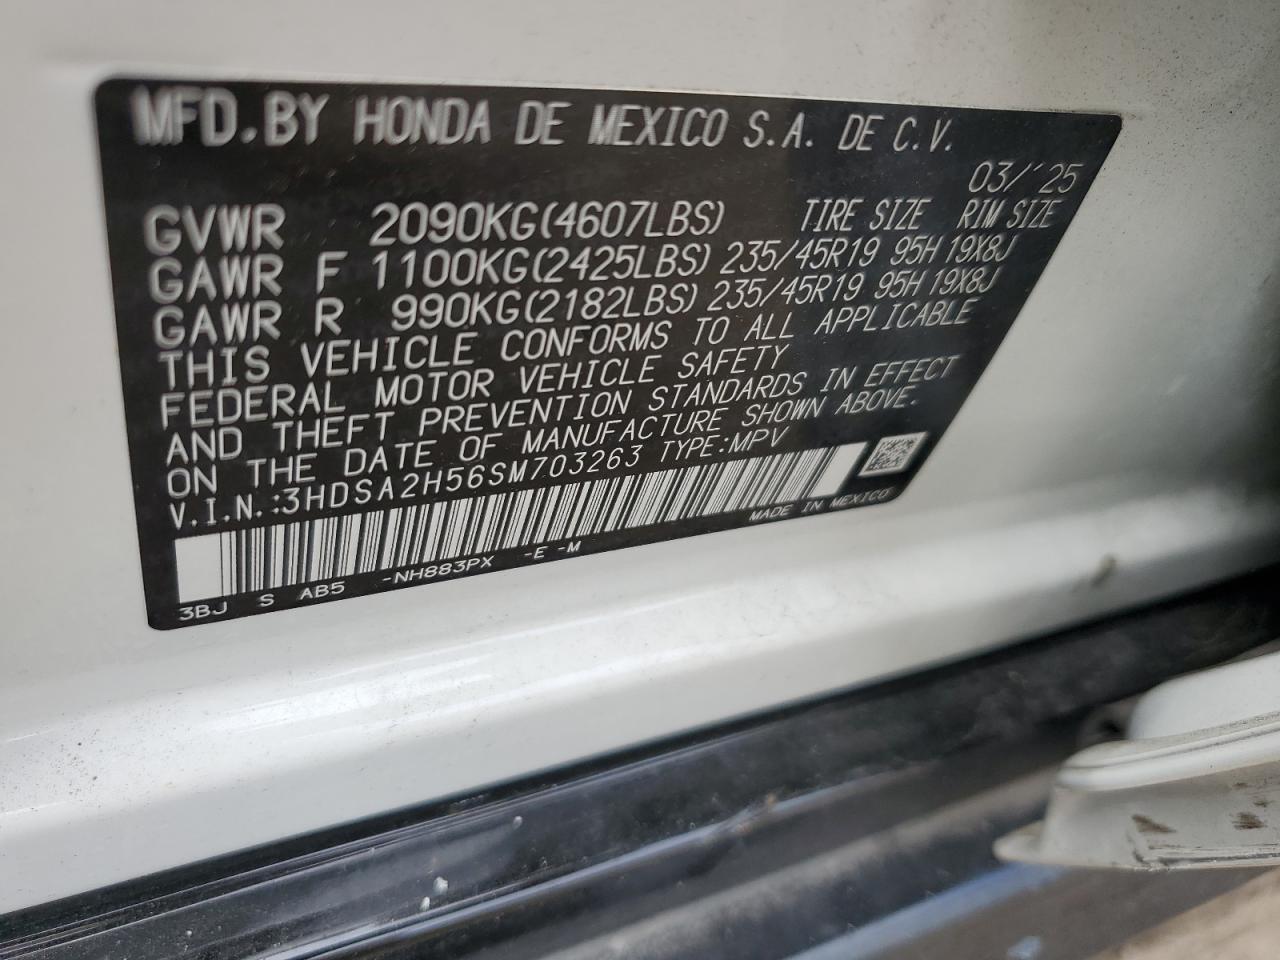 MFD.BY HONDA DE MEXICO S.A. DE C.V.
03/'25
GVWR 2090KG(4607LBS) TIRE SIZE RIM SIZE
GAWR F 1100KG(2425LBS) 235/45R19 95H 19X8J
GAWR R 990KG(2182LBS) 235/45R19 95H 19X8J
THIS VEHICLE CONFORMS TO ALL APPLICABLE
FEDERAL MOTOR VEHICLE SAFETY
AND THEFT PREVENTION STANDARDS IN EFFECT
ON THE DATE OF MANUFACTURE SHOWN ABOVE.
V.I.N.:3HDSA2H56SM703263 TYPE:MPV
MADE IN MEXICO
3BJ S AB5 -NH883PX -E -M